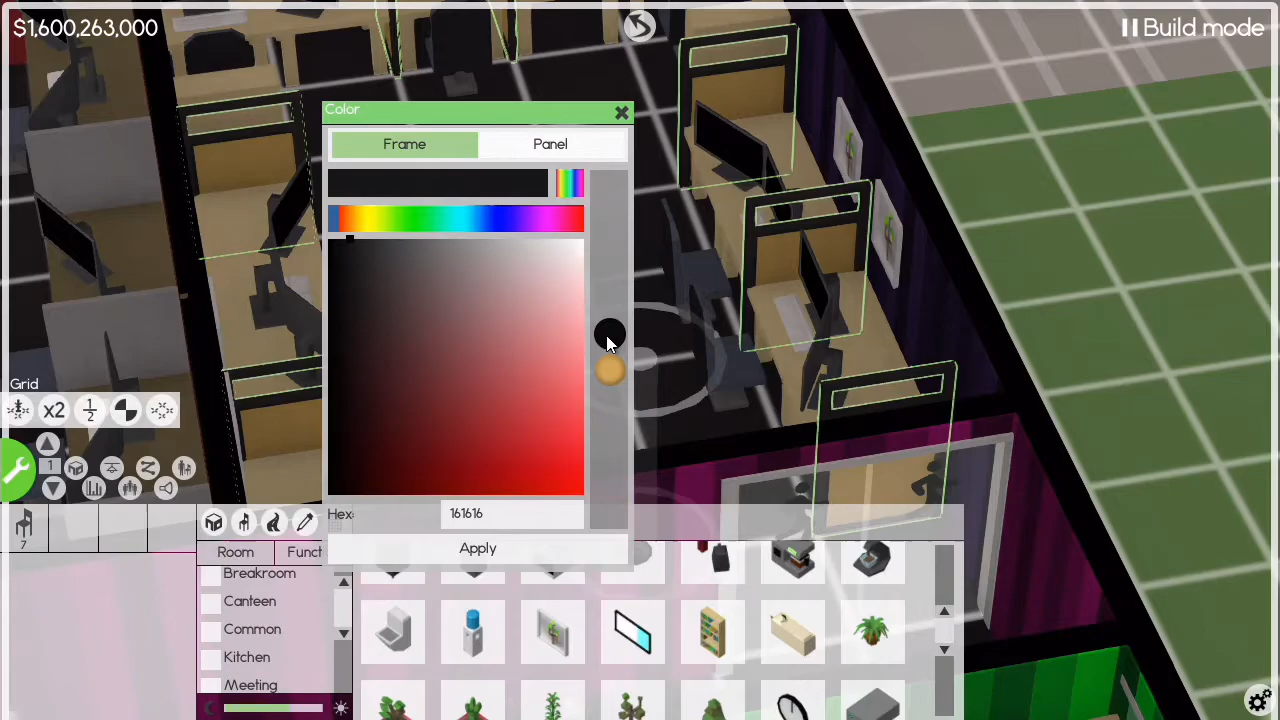 $1,600,263,000
Build mode
Color
Frame
Panel
Grid
x2
1/2
1
Hex
161616
Apply
7
Room
Funct
Breakroom
Canteen
Common
Kitchen
Meeting